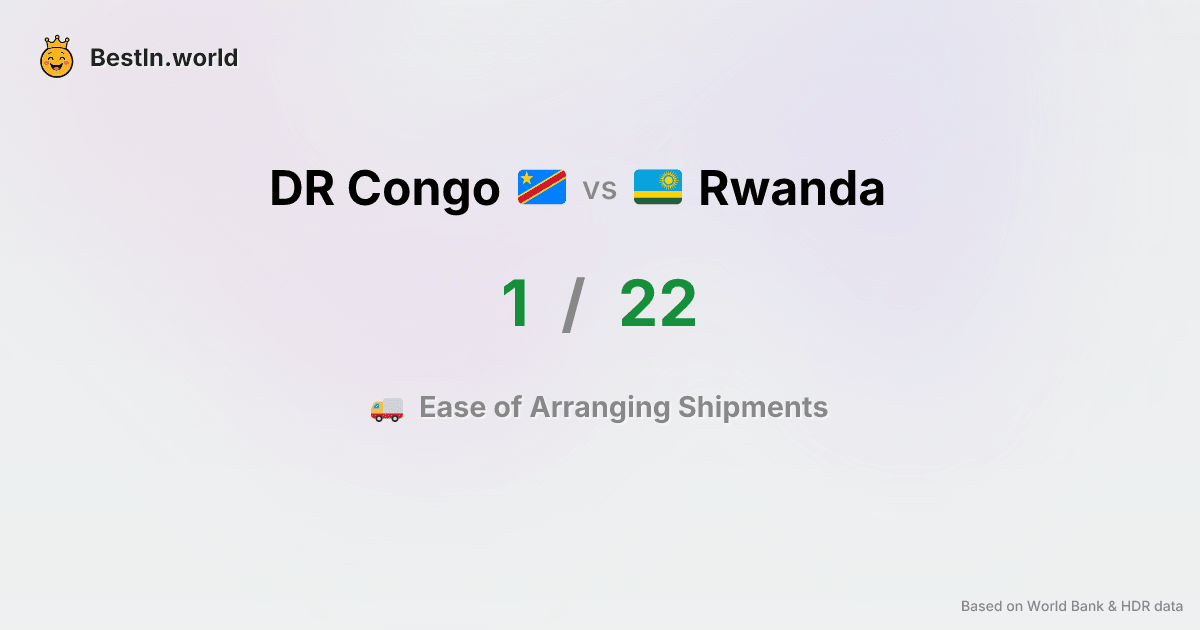 BestIn.world
DR Congo vs Rwanda
1 / 22
Ease of Arranging Shipments
Based on World Bank & HDR data